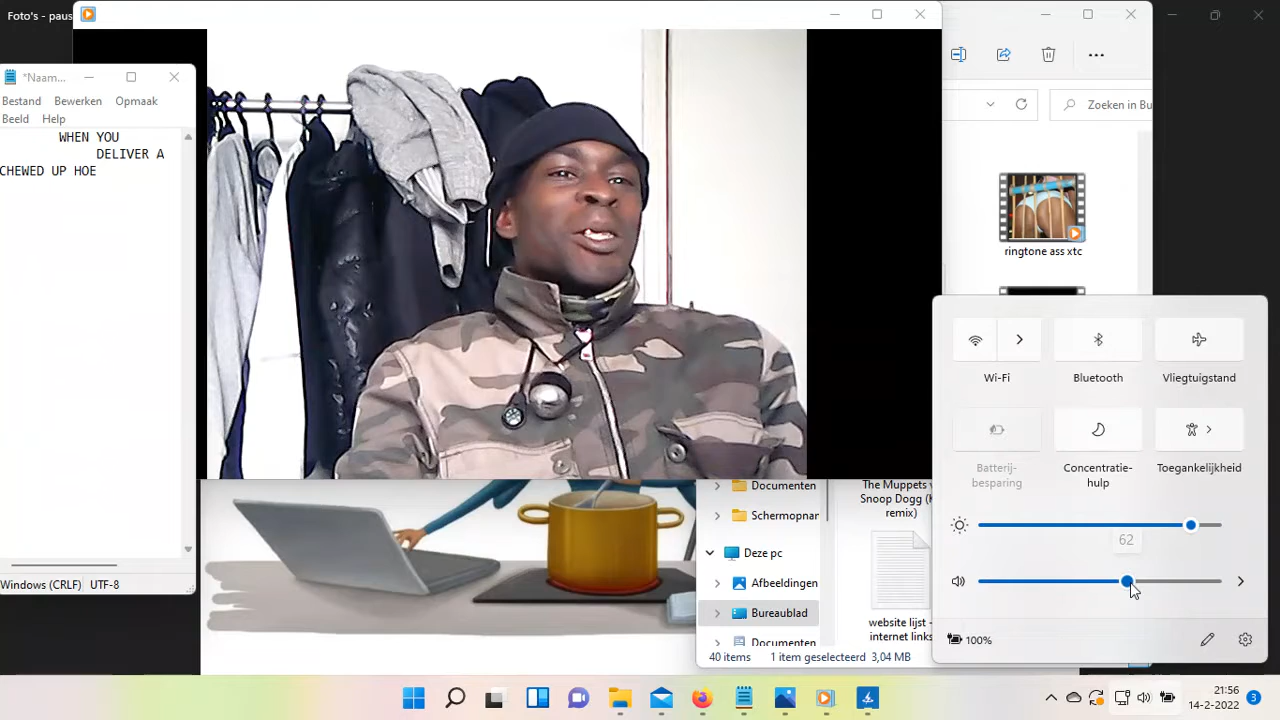 Foto's - paus
*Naam...
Bestand Bewerken Opmaak
Beeld Help
WHEN YOU
DELIVER A
CHEWED UP HOE
Windows (CRLF) UTF-8
Zoeken in Bu
ringtone ass xtc
Wi-Fi
Bluetooth
Vliegtuigstand
Batterij-
besparing
Concentratie-
hulp
Toegankelijkheid
62
100%
Documenten
Schermopnar
Deze pc
Afbeeldingen
Bureaublad
Documenten
The Muppets v
Snoop Dogg (K
remix)
website lijst -
internet links
40 items 1 item geselecteerd 3,04 MB
21:56
14-2-2022
3